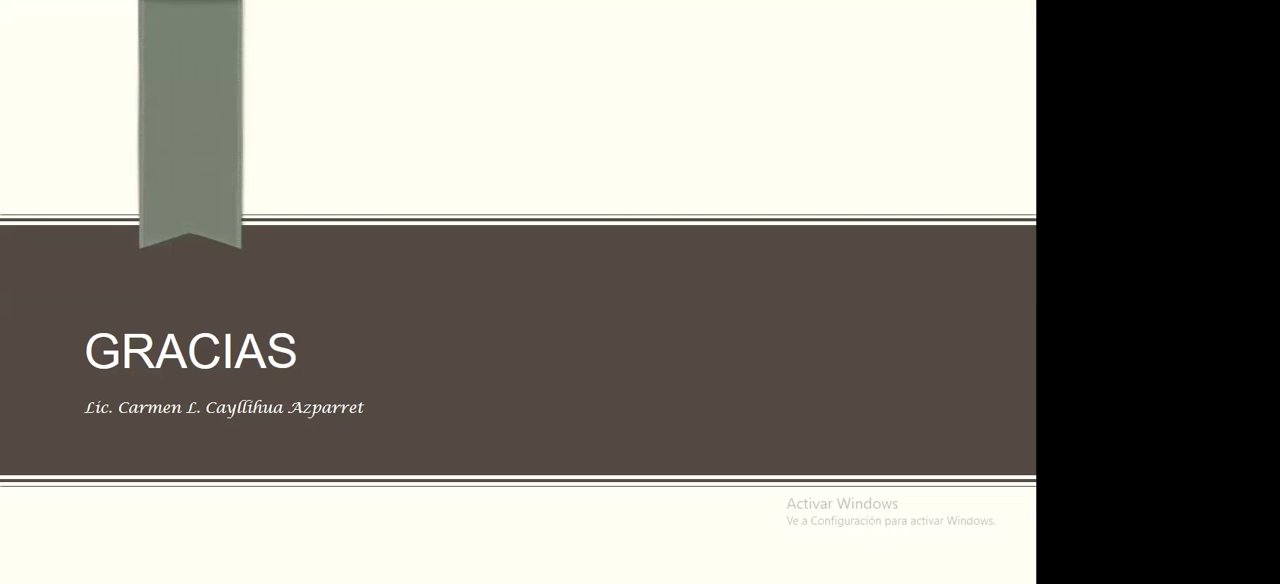 GRACIAS
Lic. Carmen L. Cayllihua Azparret
Activar Windows
Ve a Configuración para activar Windows.